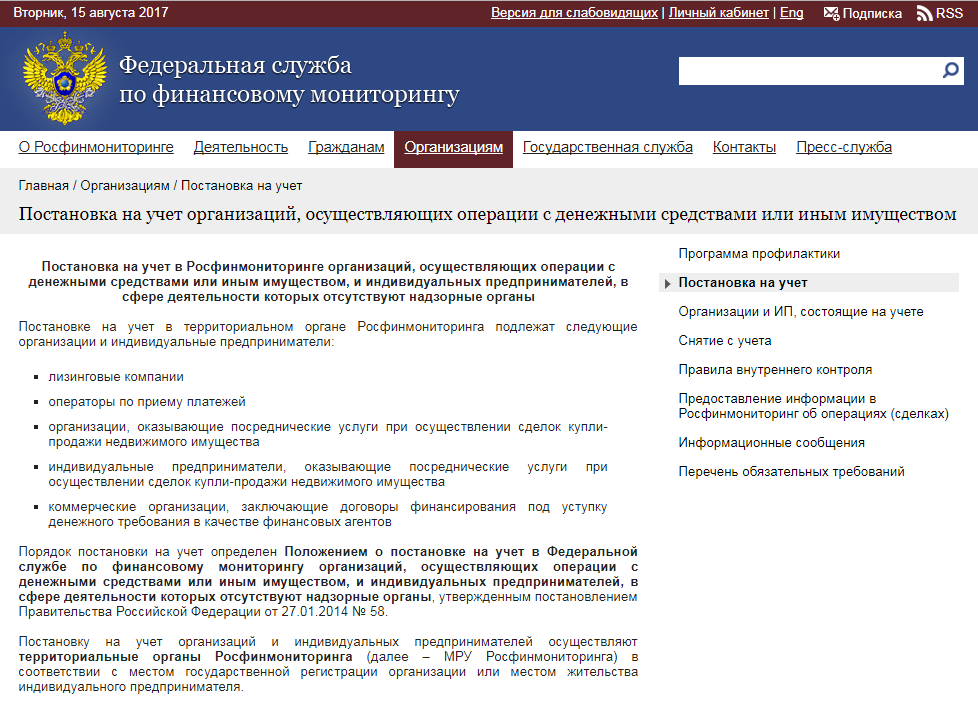 Вторник, 15 августа 2017
Версия для слабовидящих | Личный кабинет | Eng Подписка RSS
Федеральная служба
по финансовому мониторингу
О Росфинмониторинге Деятельность Гражданам Организациям Государственная служба Контакты Пресс-служба
Главная / Организациям / Постановка на учет
Постановка на учет организаций, осуществляющих операции с денежными средствами или иным имуществом
Постановка на учет в Росфинмониторинге организаций, осуществляющих операции с
денежными средствами или иным имуществом, и индивидуальных предпринимателей, в
сфере деятельности которых отсутствуют надзорные органы
Постановке на учет в территориальном органе Росфинмониторинга подлежат следующие
организации и индивидуальные предприниматели:
лизинговые компании
операторы по приему платежей
организации, оказывающие посреднические услуги при осуществлении сделок купли-
продажи недвижимого имущества
индивидуальные предприниматели, оказывающие посреднические услуги при
осуществлении сделок купли-продажи недвижимого имущества
коммерческие организации, заключающие договоры финансирования под уступку
денежного требования в качестве финансовых агентов
Порядок постановки на учет определен Положением о постановке на учет в Федеральной
службе по финансовому мониторингу организаций, осуществляющих операции с
денежными средствами или иным имуществом, и индивидуальных предпринимателей, в
сфере деятельности которых отсутствуют надзорные органы, утвержденным постановлением
Правительства Российской Федерации от 27.01.2014 № 58.
Постановку на учет организаций и индивидуальных предпринимателей осуществляют
территориальные органы Росфинмониторинга (далее – МРУ Росфинмониторинга) в
соответствии с местом государственной регистрации организации или местом жительства
индивидуального предпринимателя.
Программа профилактики
Постановка на учет
Организации и ИП, состоящие на учете
Снятие с учета
Правила внутреннего контроля
Предоставление информации в
Росфинмониторинг об операциях (сделках)
Информационные сообщения
Перечень обязательных требований